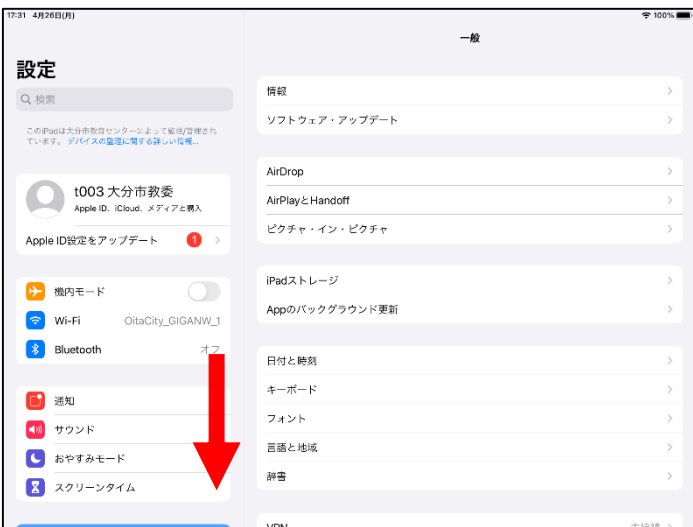 17:31 4月26日(月)
100%
設定
検索
このiPadは大分市教育センターによって監視/管理され
ています。デバイスの監理に関する詳しい情報...
t003 大分市教委
Apple ID、iCloud、メディアと購入
Apple ID設定をアップデート 1
機内モード
Wi-Fi OitaCity_GIGANW_1
Bluetooth オフ
通知
サウンド
おやすみモード
スクリーンタイム
一般
情報
ソフトウェア・アップデート
AirDrop
AirPlayとHandoff
ピクチャ・イン・ピクチャ
iPadストレージ
Appのバックグラウンド更新
日付と時刻
キーボード
フォント
言語と地域
辞書
VPN 未接続